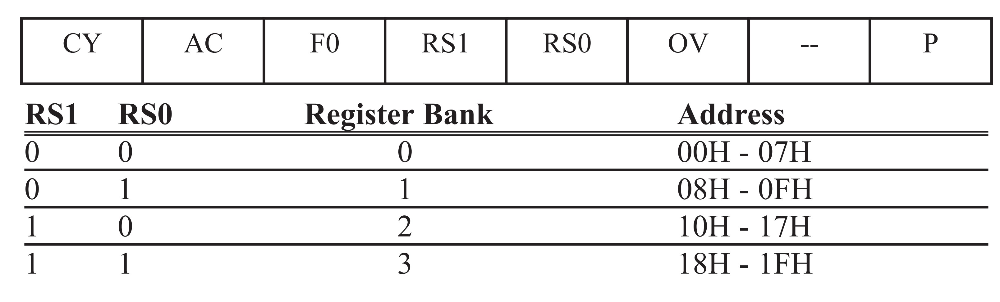 CY AC F0 RS1 RS0 OV -- P
RS1 RS0 Register Bank Address
0 0 0 00H - 07H
0 1 1 08H - 0FH
1 0 2 10H - 17H
1 1 3 18H - 1FH